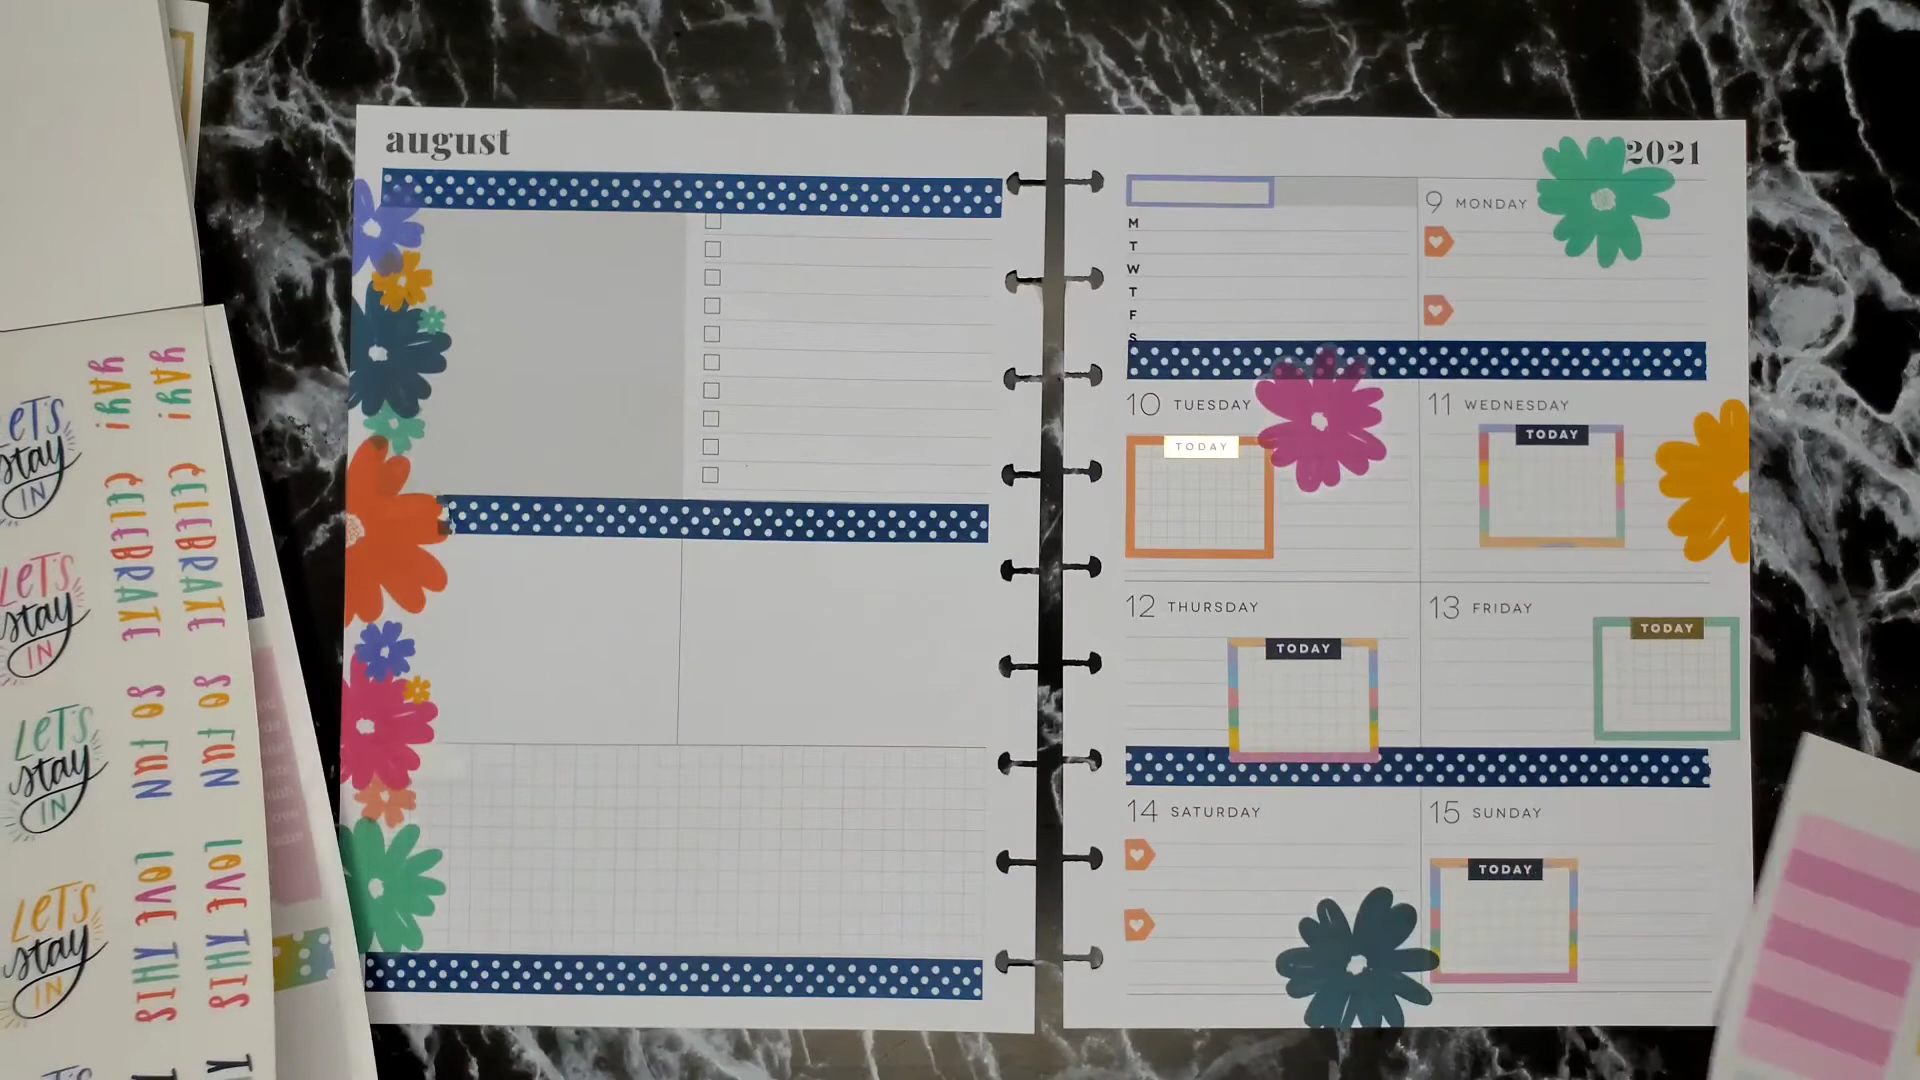 august
2021
M
T
W
T
F
S
9 MONDAY
10 TUESDAY
TODAY
11 WEDNESDAY
TODAY
12 THURSDAY
TODAY
13 FRIDAY
TODAY
14 SATURDAY
15 SUNDAY
TODAY
LET'S
stay
IN
LET'S
stay
IN
LET'S
stay
IN
LET'S
stay
IN
YAY!
YAY!
CELEBRATE
CELEBRATE
SO FUN
SO FUN
LOVE THIS
LOVE THIS